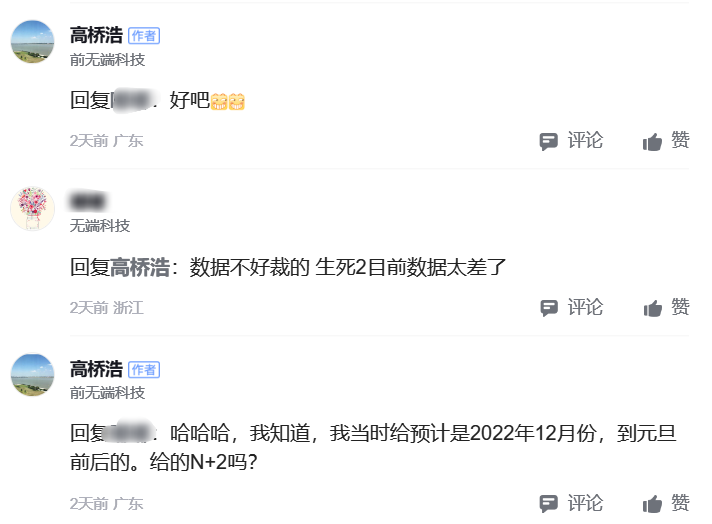 高桥浩 作者
前无端科技
回复 : 好吧
2天前 广东 评论 赞
无端科技
回复高桥浩：数据不好裁的 生死2目前数据太差了
2天前 浙江 评论 赞
高桥浩 作者
前无端科技
回复 : 哈哈哈，我知道，我当时给预计是2022年12月份，到元旦
前后的。给的N+2吗?
2天前 广东 评论 赞